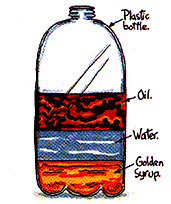 Plastic
bottle.
Oil.
Water.
Golden
Syrup.